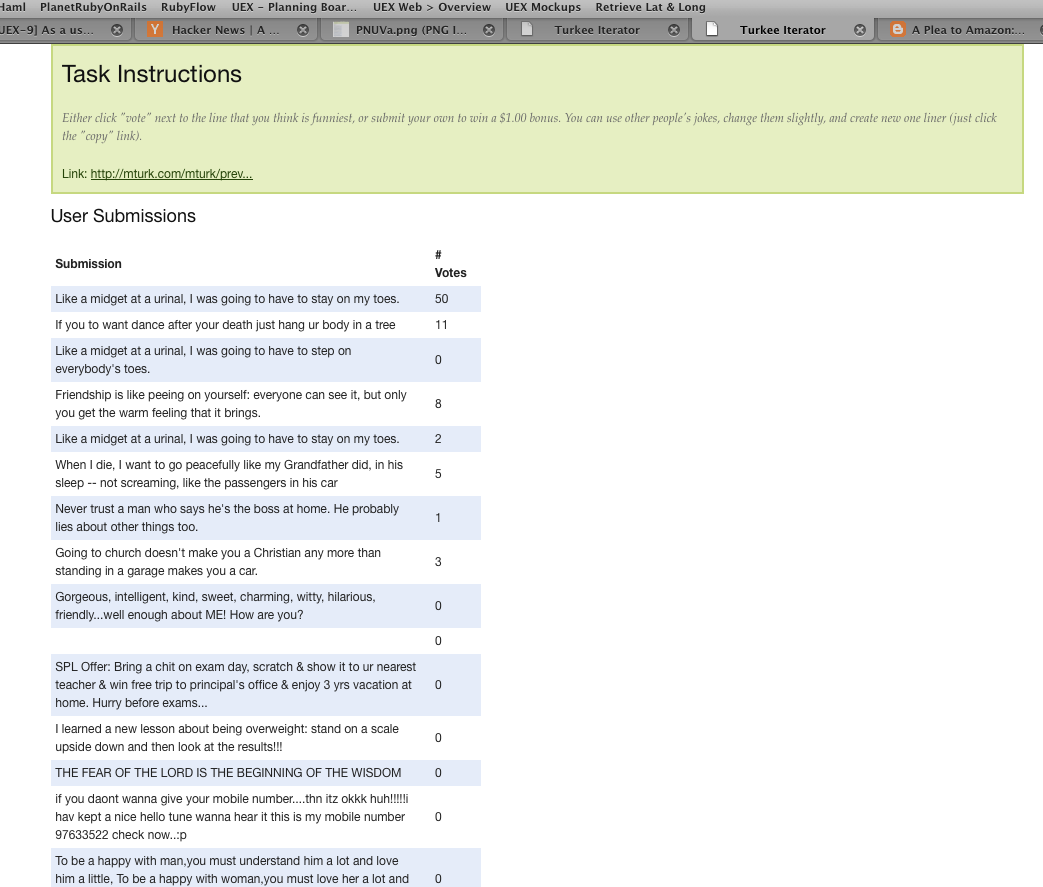 Haml PlanetRubyOnRails RubyFlow UEX – Planning Boar... UEX Web > Overview UEX Mockups Retrieve Lat & Long
UEX-9] As a us... Hacker News | A ... PNUVa.png (PNG I... Turkee Iterator Turkee Iterator A Plea to Amazon:...
Task Instructions
Either click "vote" next to the line that you think is funniest, or submit your own to win a $1.00 bonus. You can use other people's jokes, change them slightly, and create new one liner (just click
the "copy" link).
Link: http://mturk.com/mturk/prev...
User Submissions
#
Submission
Votes
Like a midget at a urinal, I was going to have to stay on my toes. 50
If you to want dance after your death just hang ur body in a tree 11
Like a midget at a urinal, I was going to have to step on
everybody's toes.
0
Friendship is like peeing on yourself: everyone can see it, but only
you get the warm feeling that it brings.
8
Like a midget at a urinal, I was going to have to stay on my toes. 2
When I die, I want to go peacefully like my Grandfather did, in his
sleep -- not screaming, like the passengers in his car
5
Never trust a man who says he's the boss at home. He probably
lies about other things too.
1
Going to church doesn't make you a Christian any more than
standing in a garage makes you a car.
3
Gorgeous, intelligent, kind, sweet, charming, witty, hilarious,
friendly...well enough about ME! How are you?
0
0
SPL Offer: Bring a chit on exam day, scratch & show it to ur nearest
teacher & win free trip to principal's office & enjoy 3 yrs vacation at
home. Hurry before exams...
0
I learned a new lesson about being overweight: stand on a scale
upside down and then look at the results!!!
0
THE FEAR OF THE LORD IS THE BEGINNING OF THE WISDOM 0
if you daont wanna give your mobile number....thn itz okkk huh!!!!!i
hav kept a nice hello tune wanna hear it this is my mobile number
97633522 check now..:p
0
To be a happy with man,you must understand him a lot and love
him a little, To be a happy with woman,you must love her a lot and
0